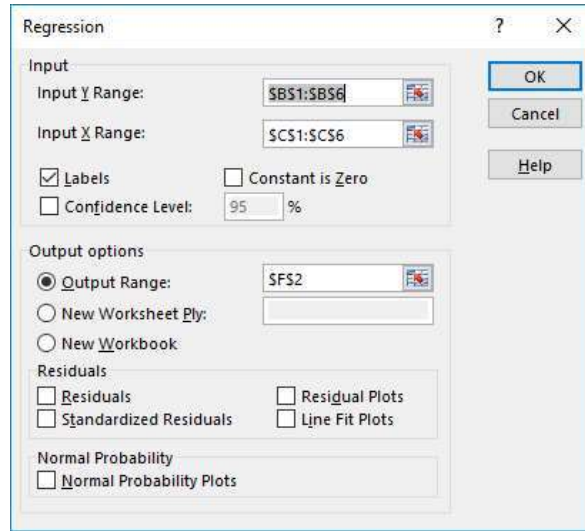 Regression ? X
Input
Input Y Range: $B$1:$B$6
Input X Range: $C$1:$C$6
Labels Constant is Zero
Confidence Level: 95 %
Output options
Output Range: $F$2
New Worksheet Ply:
New Workbook
Residuals
Residuals Residual Plots
Standardized Residuals Line Fit Plots
Normal Probability
Normal Probability Plots
OK
Cancel
Help